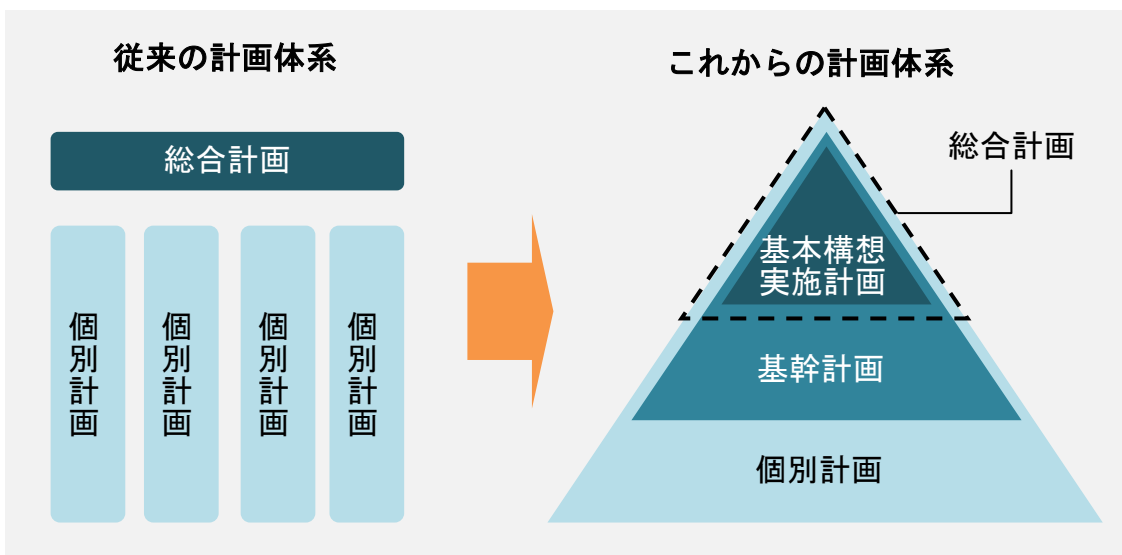 従来の計画体系
総合計画
個別計画
個別計画
個別計画
個別計画
これからの計画体系
総合計画
基本構想
実施計画
基幹計画
個別計画